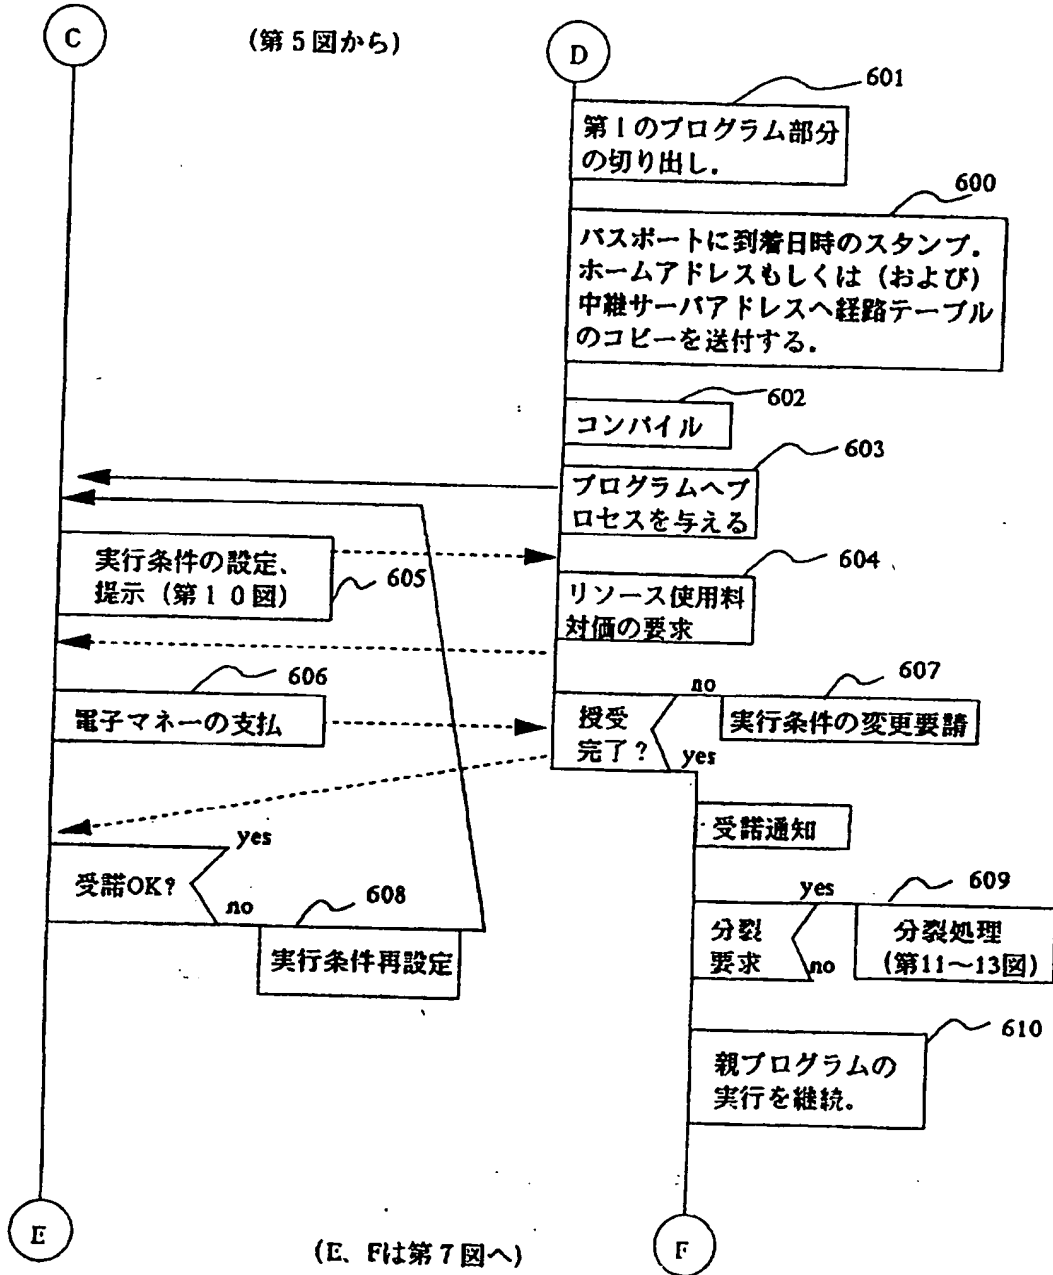 C
(第5図から)
D
601
第1のプログラム部分
の切り出し.
600
パスポートに到着日時のスタンプ.
ホームアドレスもしくは (および)
中継サーバアドレスへ経路テーブル
のコピーを送付する.
602
コンパイル
603
プログラムへプ
ロセスを与える
実行条件の設定、
提示 (第10図)
605
604
リソース使用料
対価の要求
606
電子マネーの支払
授受
完了?
no
yes
607
実行条件の変更要請
受諾通知
受諾OK?
yes
no
608
実行条件再設定
分裂
要求
yes
no
609
分裂処理
(第11〜13図)
610
親プログラムの
実行を継続。
E
(E、Fは第7図へ)
F